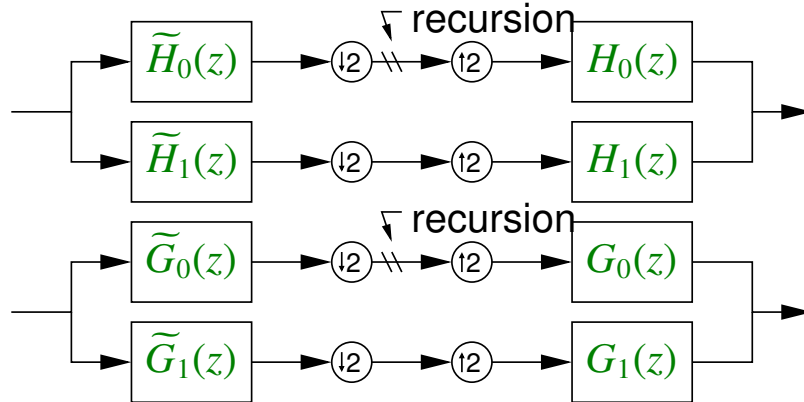 recursion
H̃₀(z) ↓2 ↑2 H₀(z)
H̃₁(z) ↓2 ↑2 H₁(z)
recursion
G̃₀(z) ↓2 ↑2 G₀(z)
G̃₁(z) ↓2 ↑2 G₁(z)